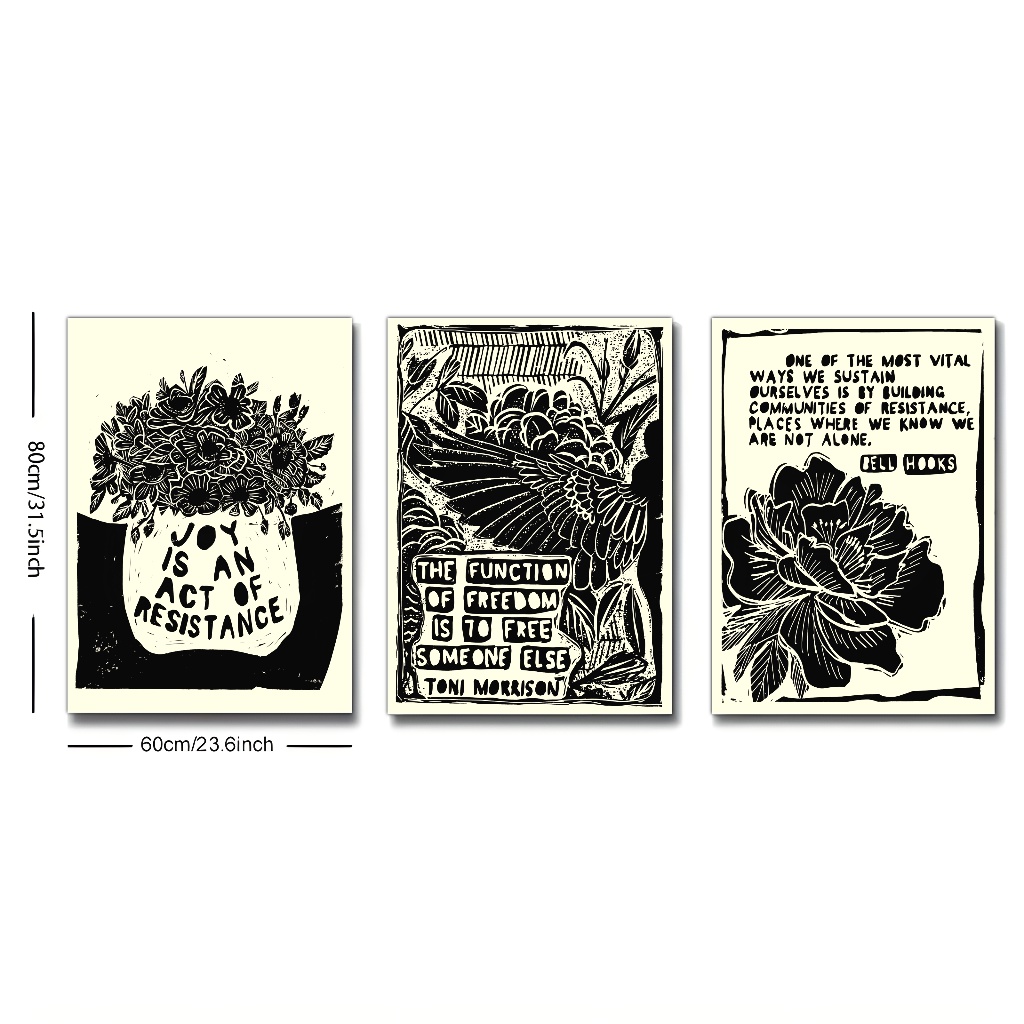 80cm/31.5inch
JOY
IS AN
ACT OF
RESISTANCE
THE FUNCTION
OF FREEDOM
IS TO FREE
SOMEONE ELSE
TONI MORRISON
ONE OF THE MOST VITAL
WAYS WE SUSTAIN
OURSELVES IS BY BUILDING
COMMUNITIES OF RESISTANCE,
PLACES WHERE WE KNOW WE
ARE NOT ALONE.
BELL HOOKS
60cm/23.6inch